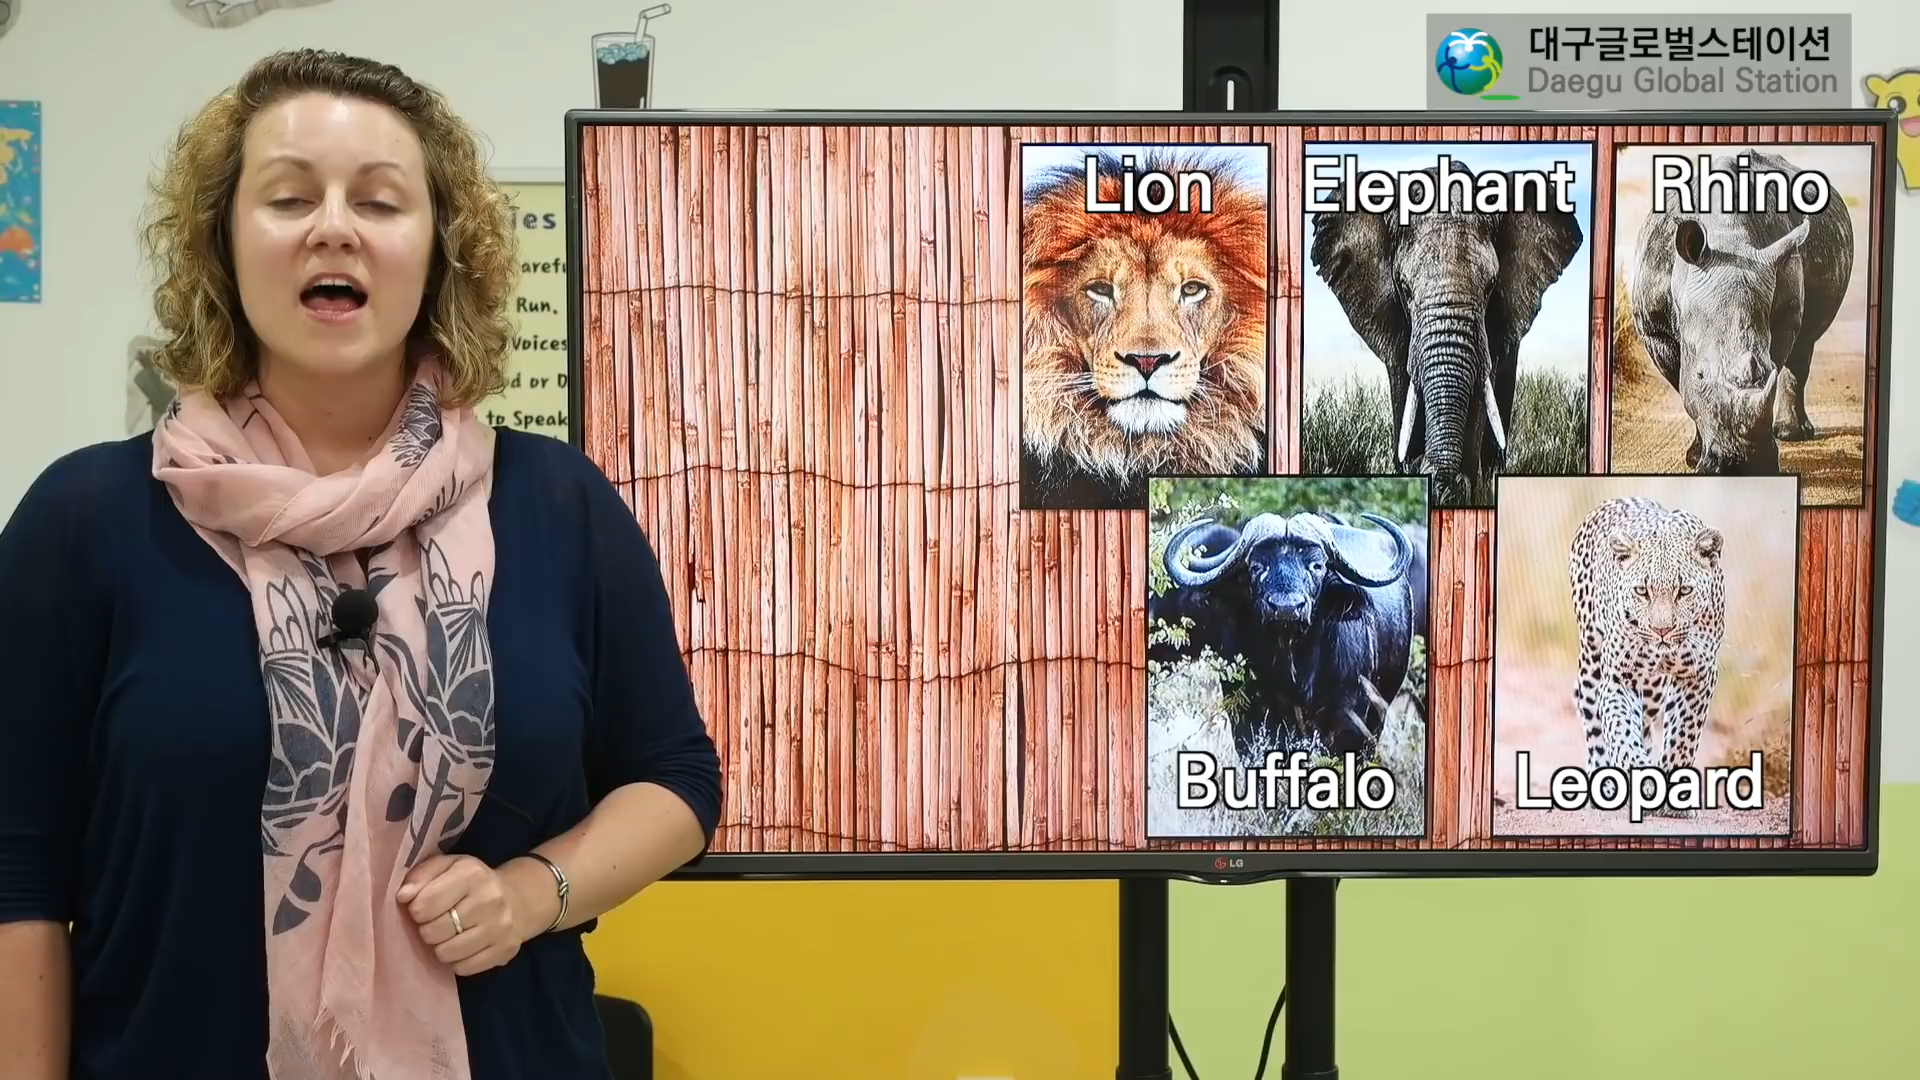 대구글로벌스테이션
Daegu Global Station
Lion
Elephant
Rhino
Buffalo
Leopard
Run.
Voices
or
to Speak
LG